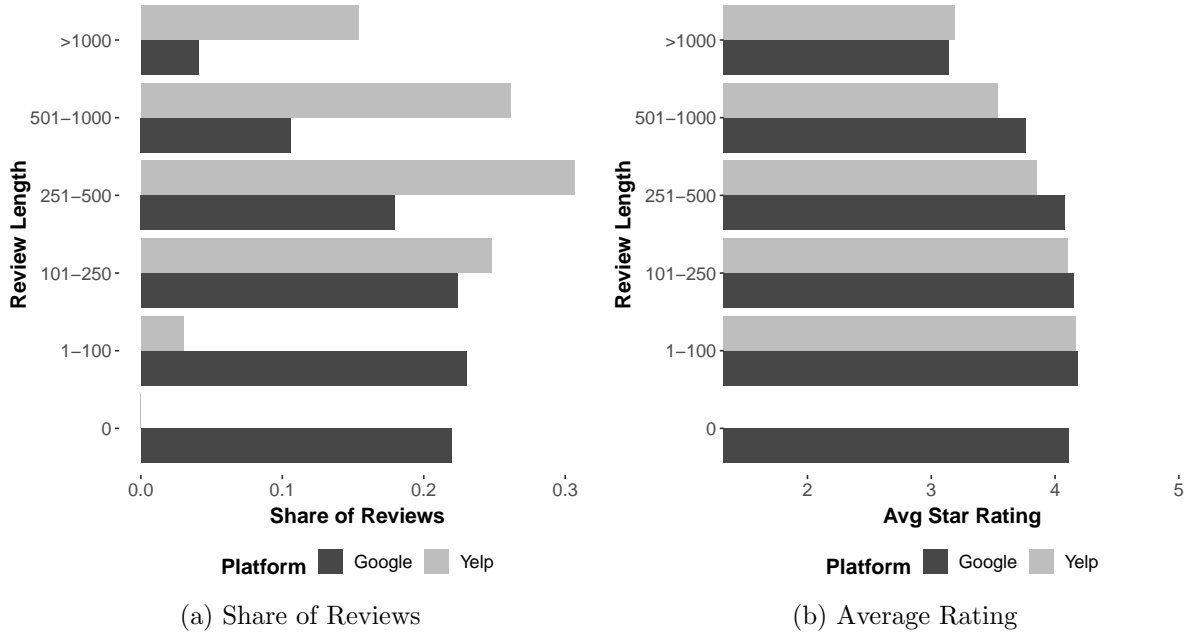 Review Length
>1000
501−1000
251−500
101−250
1−100
0
0.0 0.1 0.2 0.3
Share of Reviews
Platform Google Yelp
(a) Share of Reviews
Review Length
>1000
501−1000
251−500
101−250
1−100
0
2 3 4 5
Avg Star Rating
Platform Google Yelp
(b) Average Rating